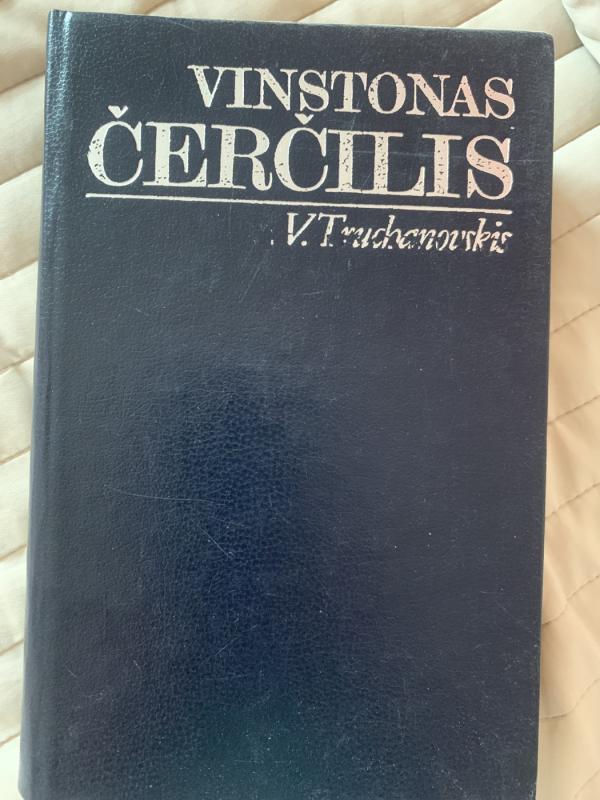 VINSTONAS
ČERČILIS
V. Truchanovskis